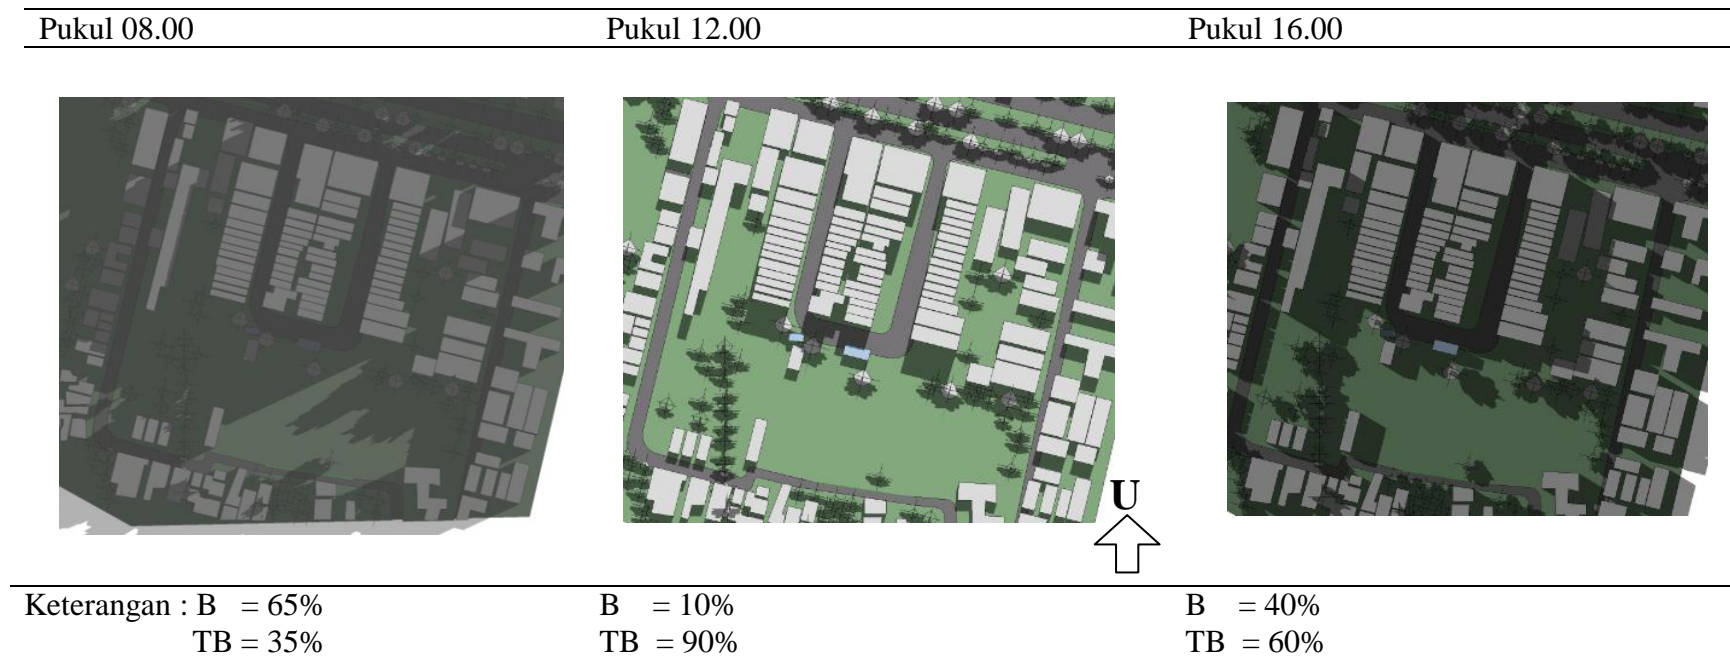 Pukul 08.00 Pukul 12.00 Pukul 16.00
U
Keterangan : B = 65% B = 10% B = 40%
TB = 35% TB = 90% TB = 60%